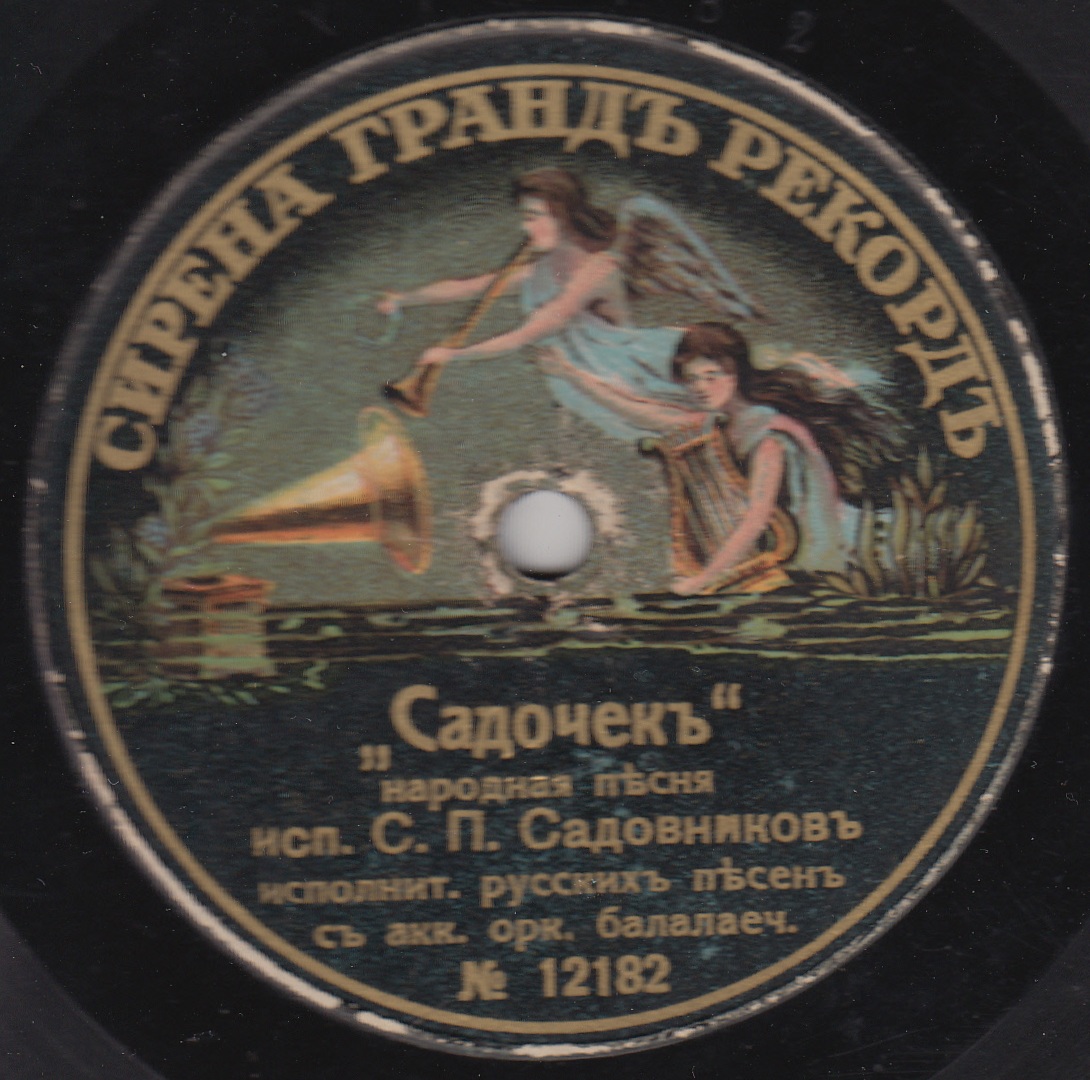 СИРЕНА ГРАНДЪ РЕКОРДЪ
„Садочекъ“
народная пѣсня
исп. С. П. Садовниковъ
исполнит. русскихъ пѣсенъ
съ акк. орк. балалаеч.
№ 12182